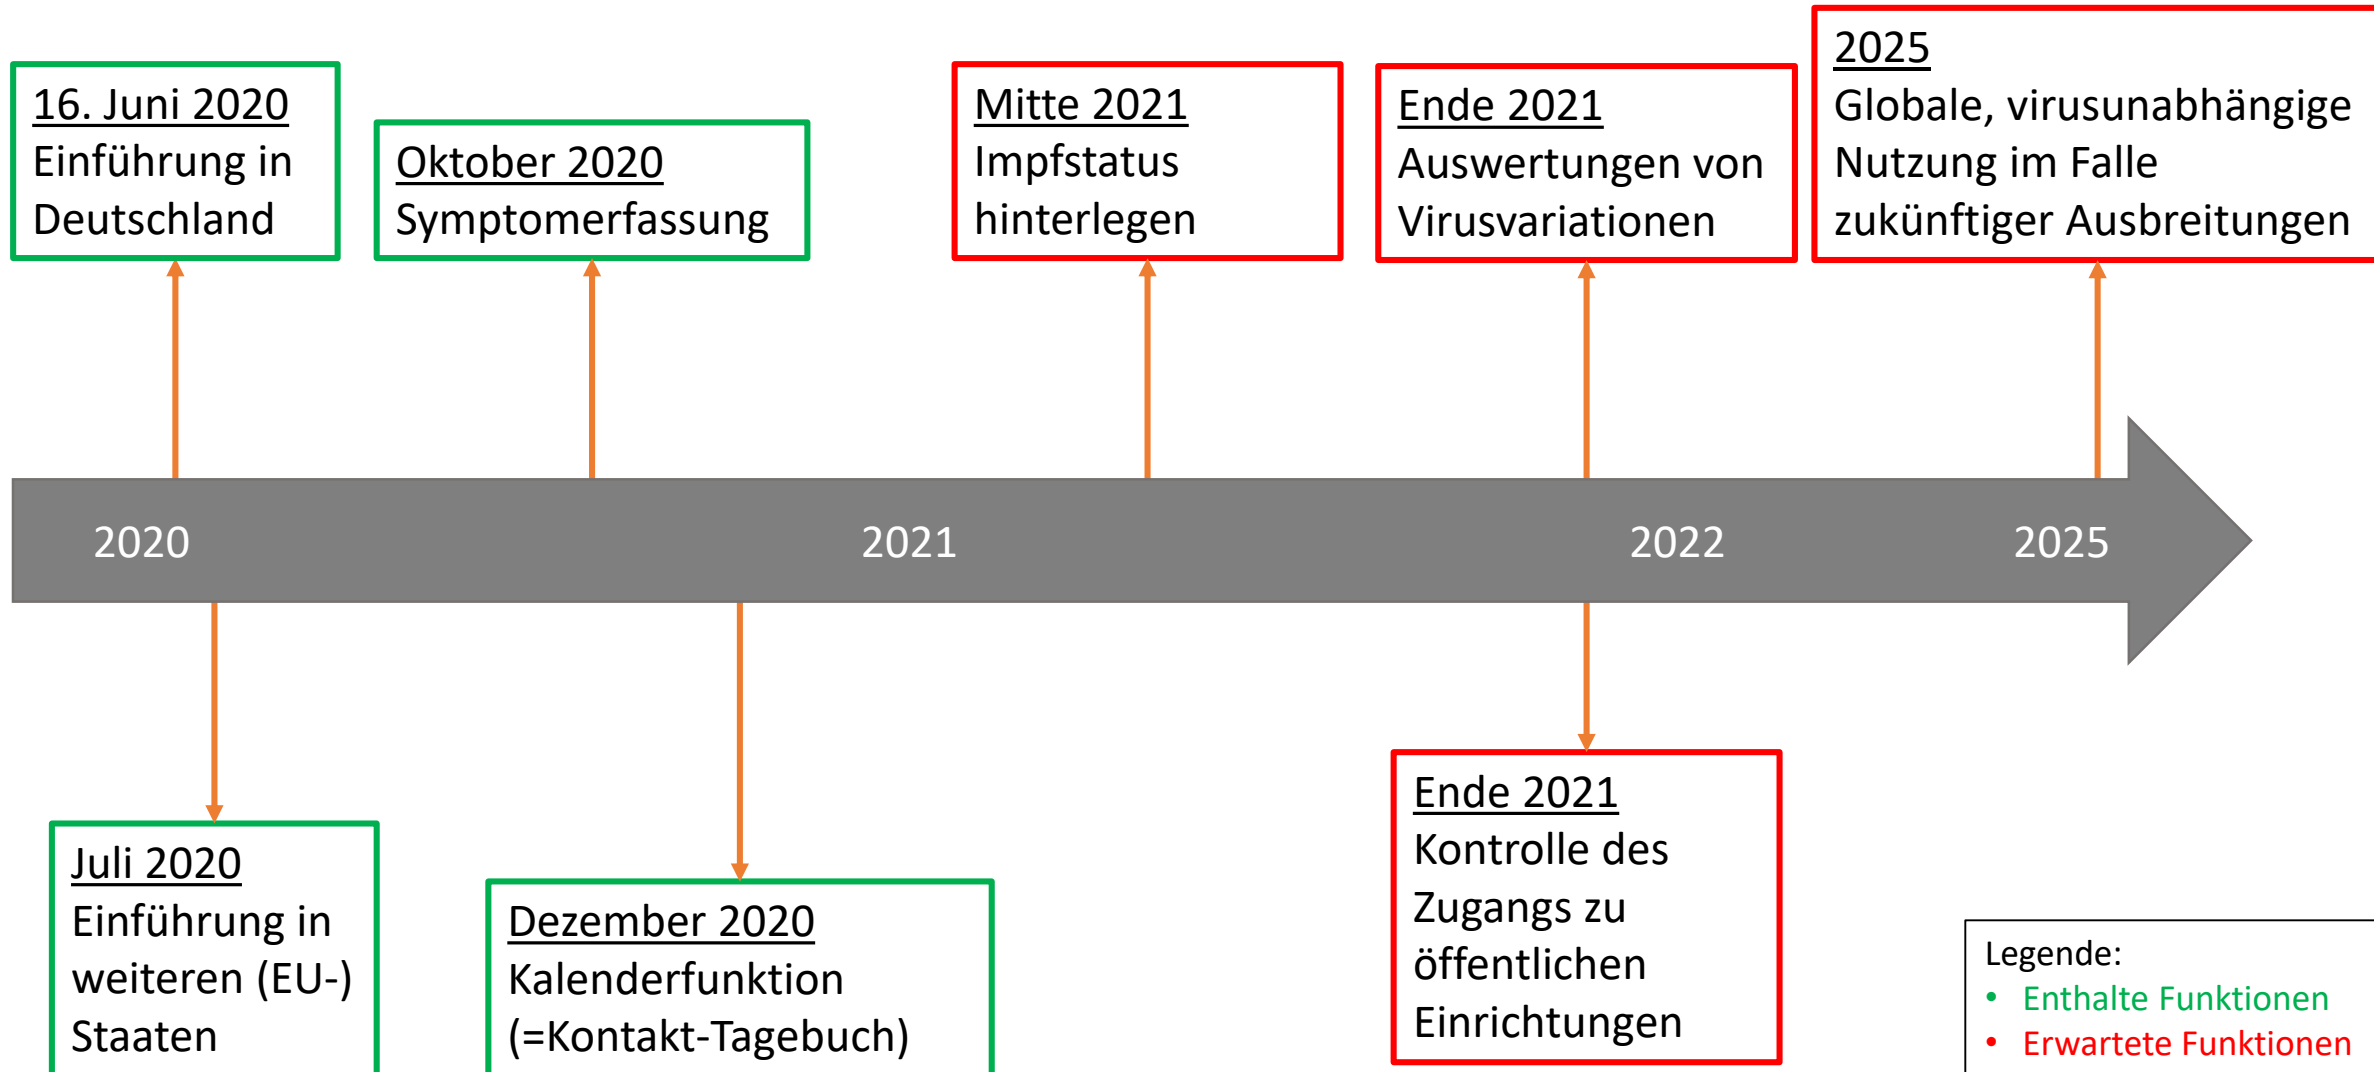 16. Juni 2020
Einführung in
Deutschland
Oktober 2020
Symptomerfassung
Mitte 2021
Impfstatus
hinterlegen
Ende 2021
Auswertungen von
Virusvariationen
2025
Globale, virusunabhängige
Nutzung im Falle
zukünftiger Ausbreitungen
2020
2021
2022
2025
Juli 2020
Einführung in
weiteren (EU-)
Staaten
Dezember 2020
Kalenderfunktion
(=Kontakt-Tagebuch)
Ende 2021
Kontrolle des
Zugangs zu
öffentlichen
Einrichtungen
Legende:
• Enthalte Funktionen
• Erwartete Funktionen